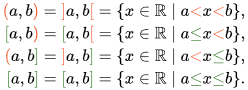 (a, b) = ]a, b[ = {x ∈ ℝ | a<x<b},
[a, b) = [a, b[ = {x ∈ ℝ | a≤x<b},
(a, b] = ]a, b] = {x ∈ ℝ | a<x≤b},
[a, b] = [a, b] = {x ∈ ℝ | a≤x≤b}.